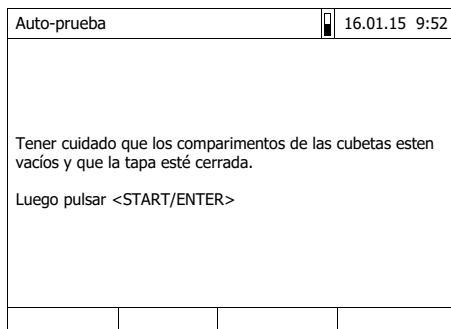 Auto-prueba 16.01.15 9:52
Tener cuidado que los comparimentos de las cubetas esten
vacíos y que la tapa esté cerrada.
Luego pulsar <START/ENTER>